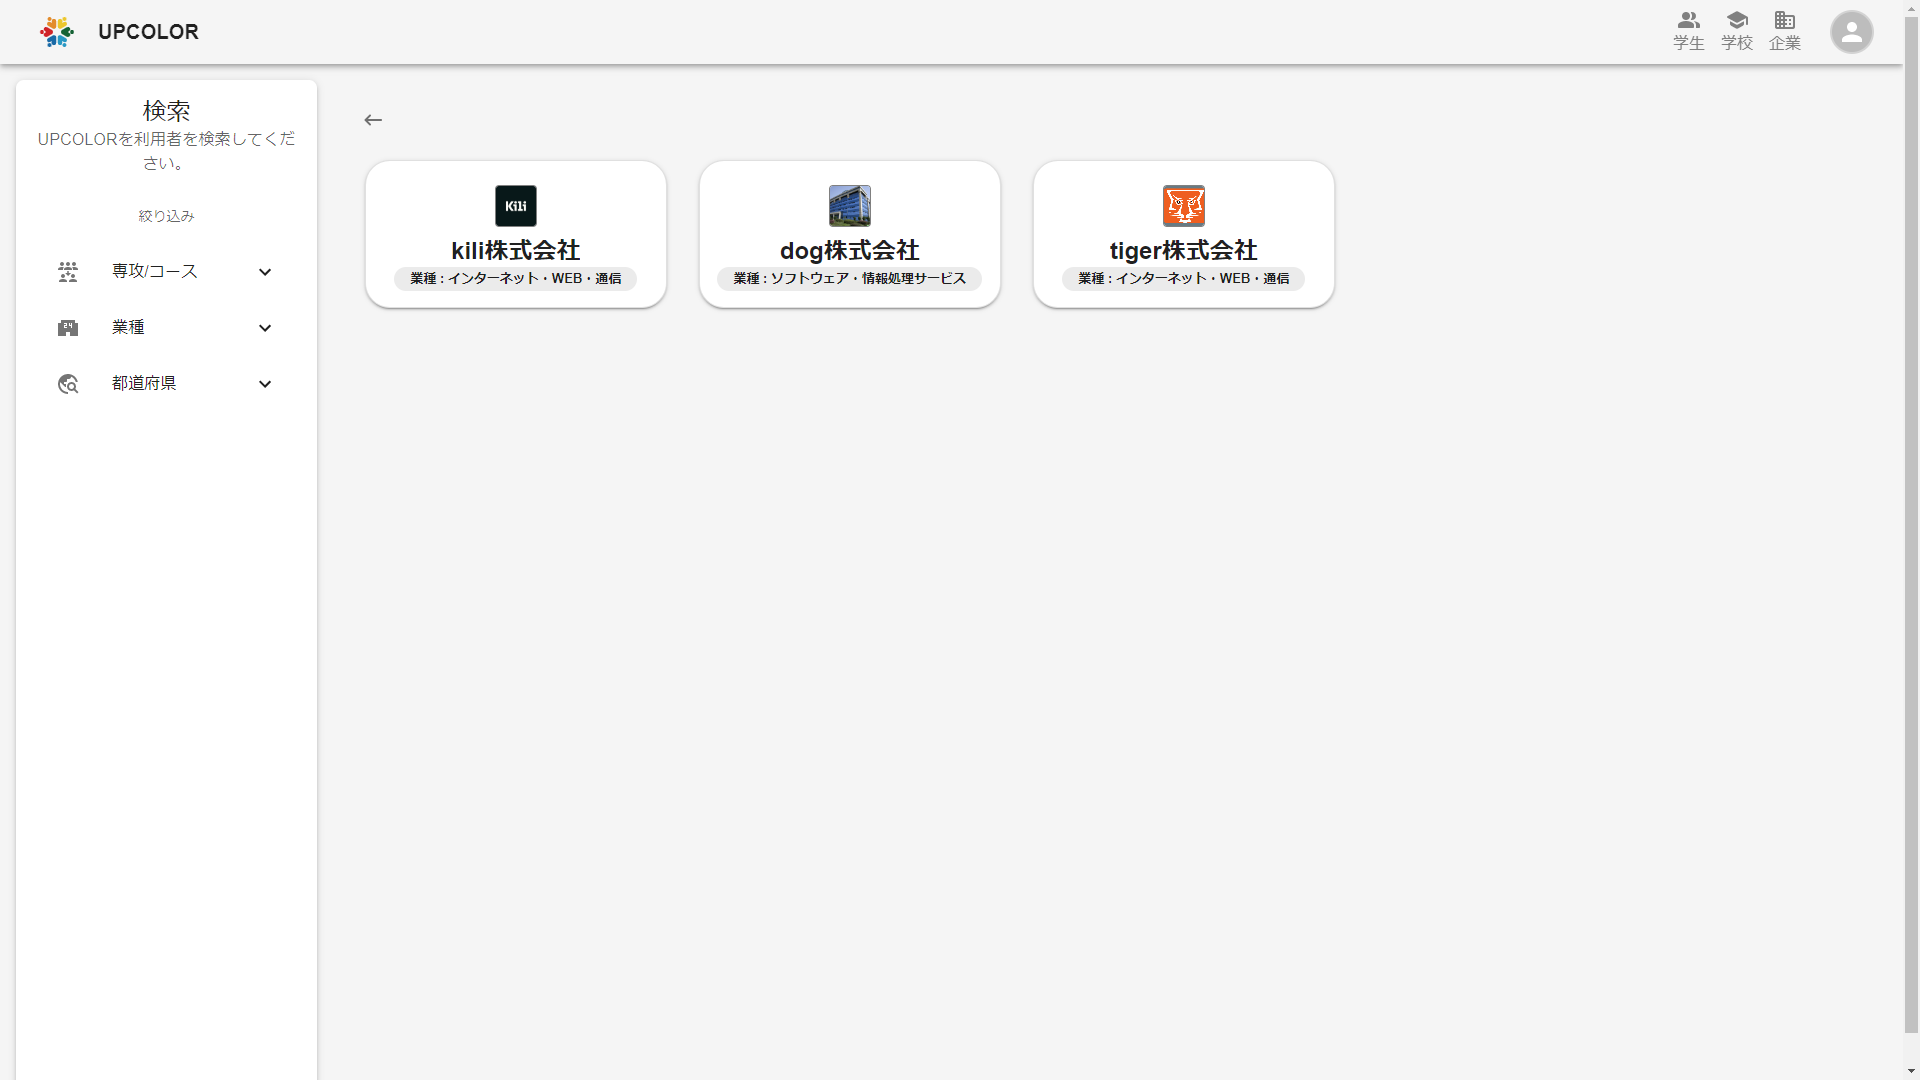 UPCOLOR
学生
学校
企業
検索
UPCOLORを利用者を検索してくだ
さい。
絞り込み
専攻/コース
24
業種
都道府県
Kili
kili株式会社
業種 : インターネット・WEB・通信
dog株式会社
業種 : ソフトウェア・情報処理サービス
tiger株式会社
業種 : インターネット・WEB・通信